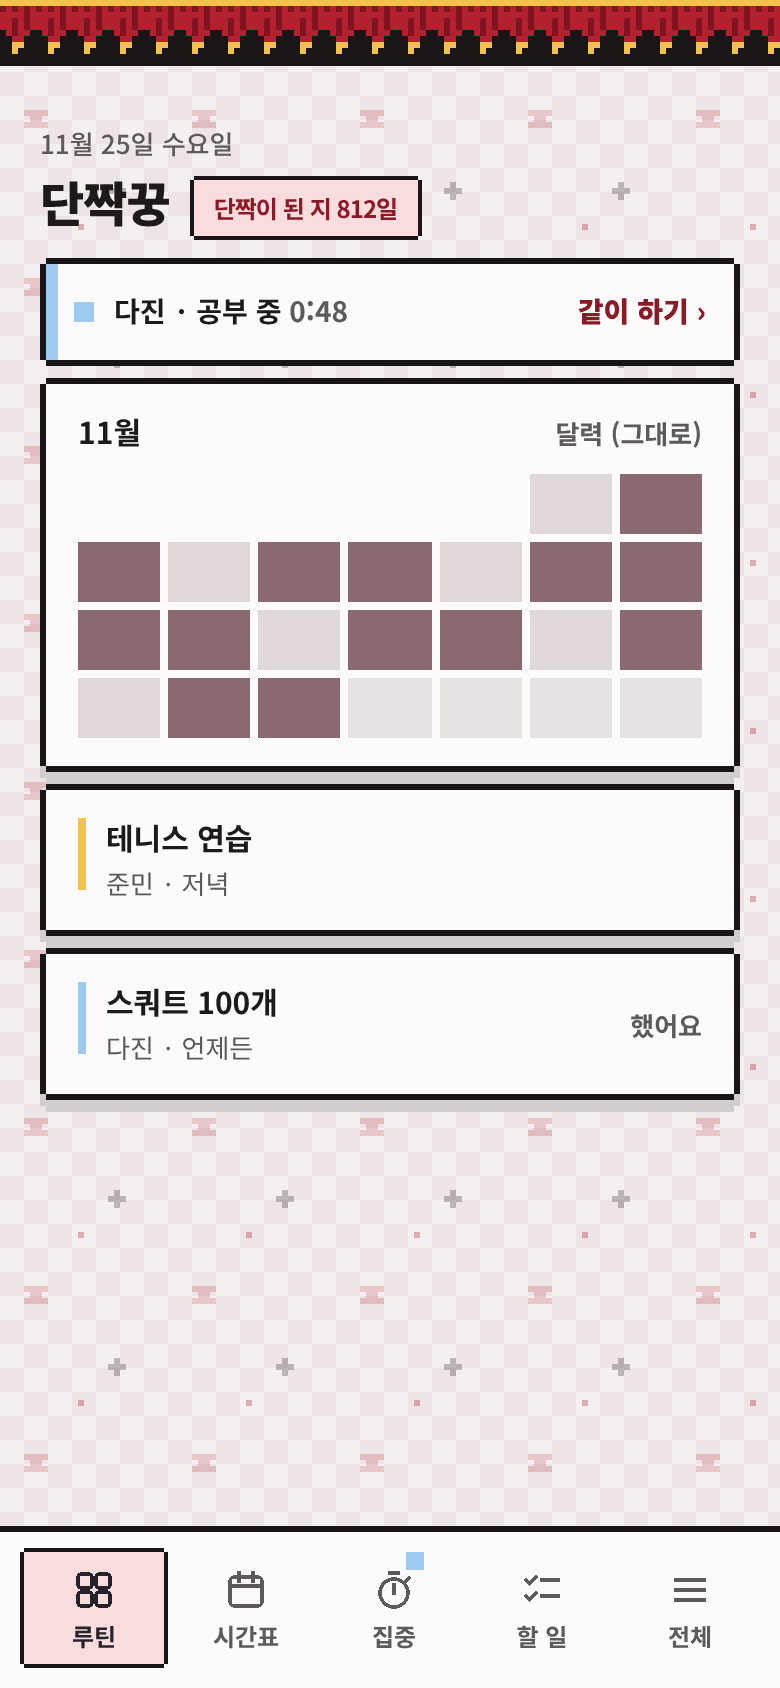 11월 25일 수요일
단짝꿍
단짝이 된 지 812일
다진 · 공부 중 0:48
같이 하기 ›
11월
달력 (그대로)
테니스 연습
준민 · 저녁
스쿼트 100개
다진 · 언제든
했어요
루틴
시간표
집중
할 일
전체